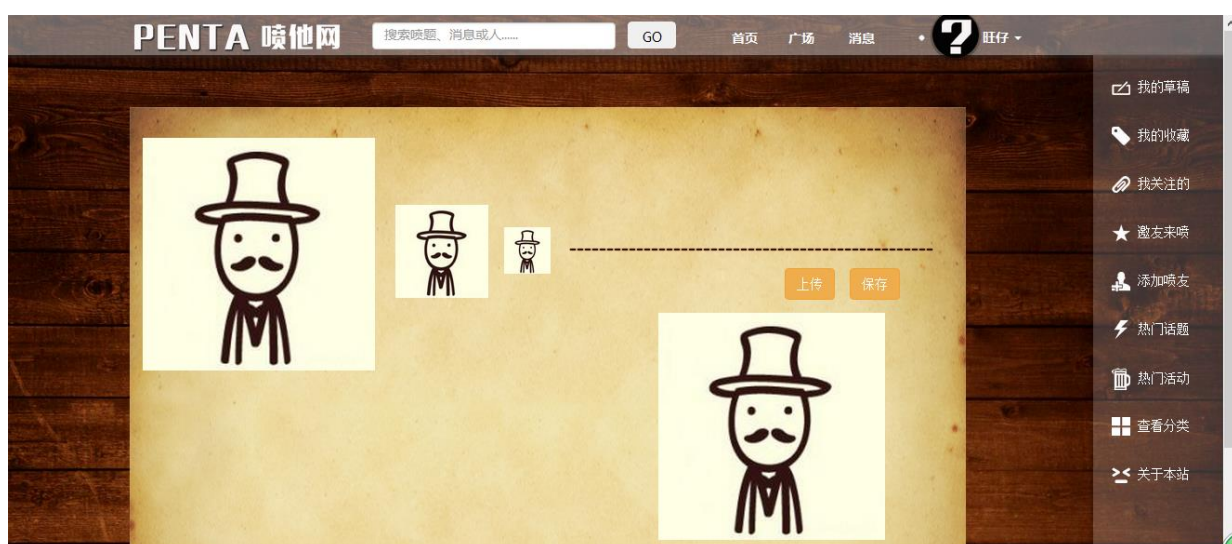 PENTA 喷他网 搜索喷题、消息或人...... GO 首页 广场 消息 • 旺仔
我的草稿
我的收藏
我关注的
邀友来喷
添加喷友
上传 保存
热门话题
热门活动
查看分类
关于本站